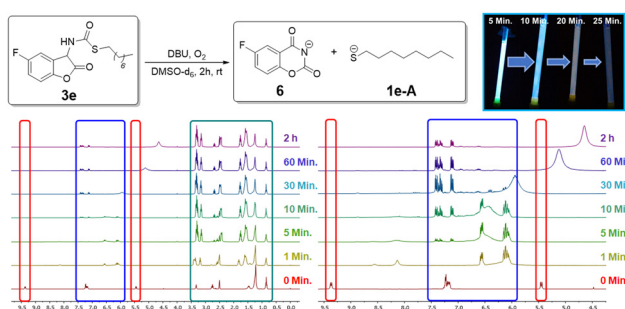 5 Min. 10 Min. 20 Min. 25 Min.
NH
O
S
6
F
O
O
3e
DBU, O2
DMSO-d6, 2h, rt
F
O
N
O
O
6
+
S
1e-A
2 h
60 Min.
30 Min.
10 Min.
5 Min.
1 Min.
0 Min.
9.5 9.0 8.5 8.0 7.5 7.0 6.5 6.0 5.5 5.0 4.5 4.0 3.5 3.0 2.5 2.0 1.5 1.0 0.5 0.0
2 h
60 Mi
30 Mi
10 Mi
5 Mi
1 Mi
0 Mi
9.5 9.0 8.5 8.0 7.5 7.0 6.5 6.0 5.5 5.0 4.5